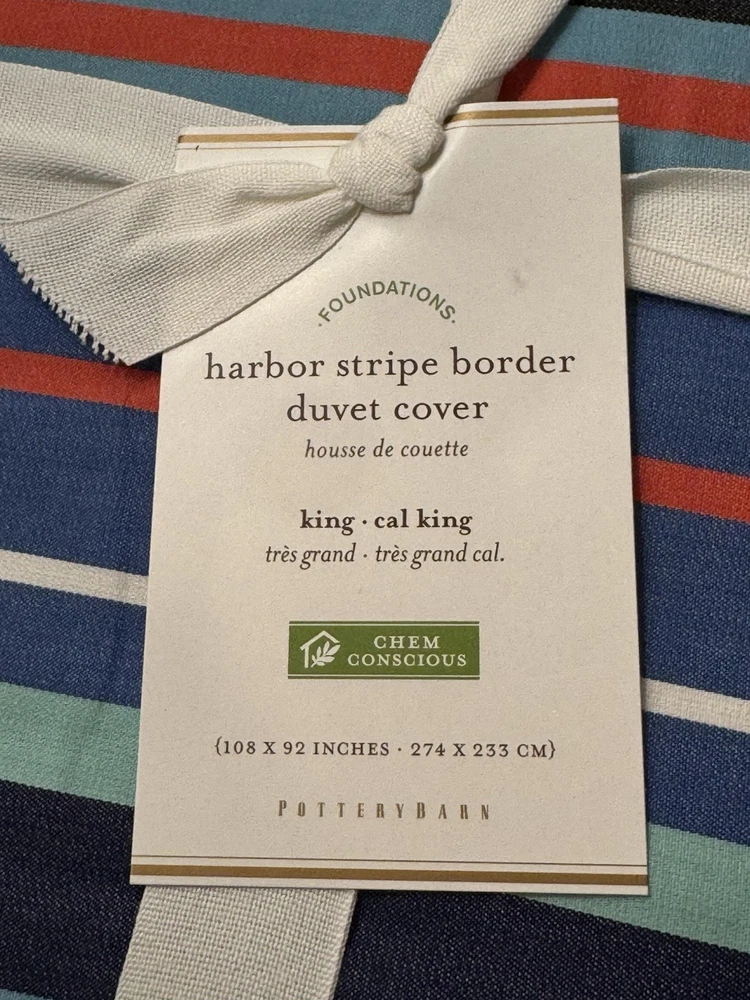 ·FOUNDATIONS·
harbor stripe border
duvet cover
housse de couette
king · cal king
très grand · très grand cal.
CHEM
CONSCIOUS
{108 X 92 INCHES · 274 X 233 CM}
POTTERYBARN